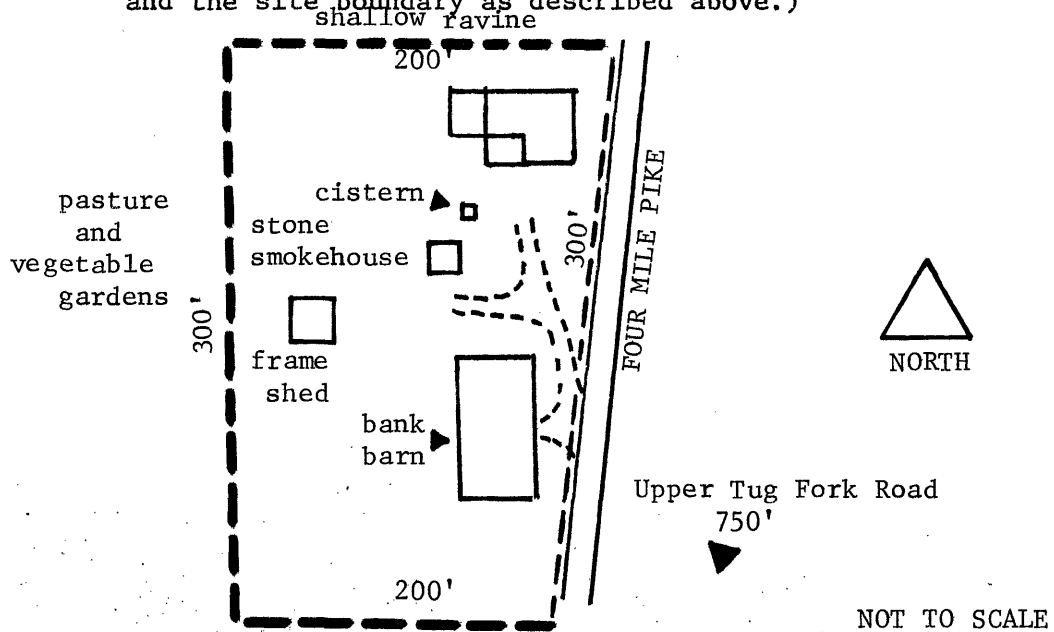 and the site boundary as described above.)
shallow ravine
200'
cistern
pasture
and
vegetable
gardens
stone
smokehouse
300'
300'
FOUR MILE PIKE
frame
shed
NORTH
bank
barn
Upper Tug Fork Road
750'
200'
NOT TO SCALE